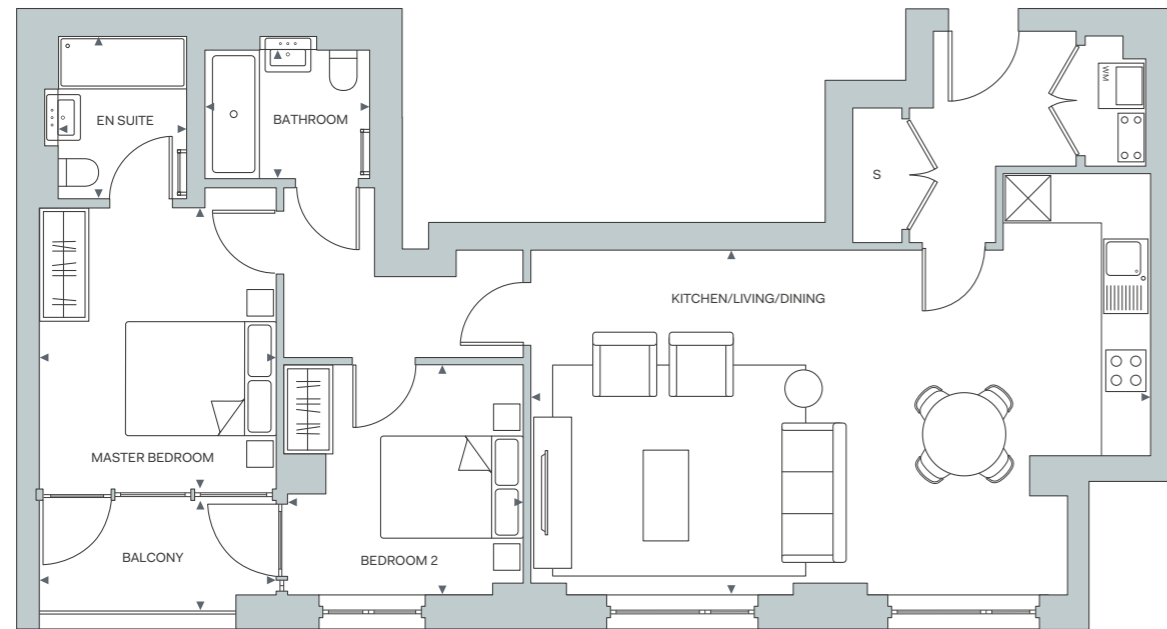 WM
EN SUITE
BATHROOM
S
KITCHEN/LIVING/DINING
MASTER BEDROOM
BALCONY
BEDROOM 2